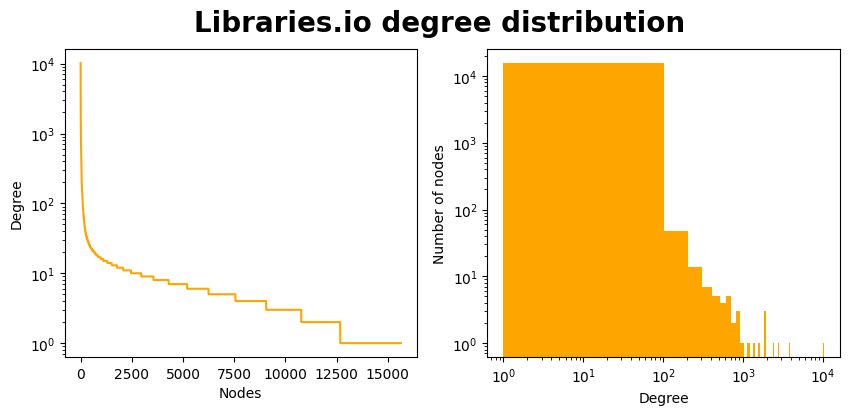 Libraries.io degree distribution
Degree
10⁴
10³
10²
10¹
10⁰
0 2500 5000 7500 10000 12500 15000
Nodes
Number of nodes
10⁴
10³
10²
10¹
10⁰
10⁰ 10¹ 10² 10³ 10⁴
Degree